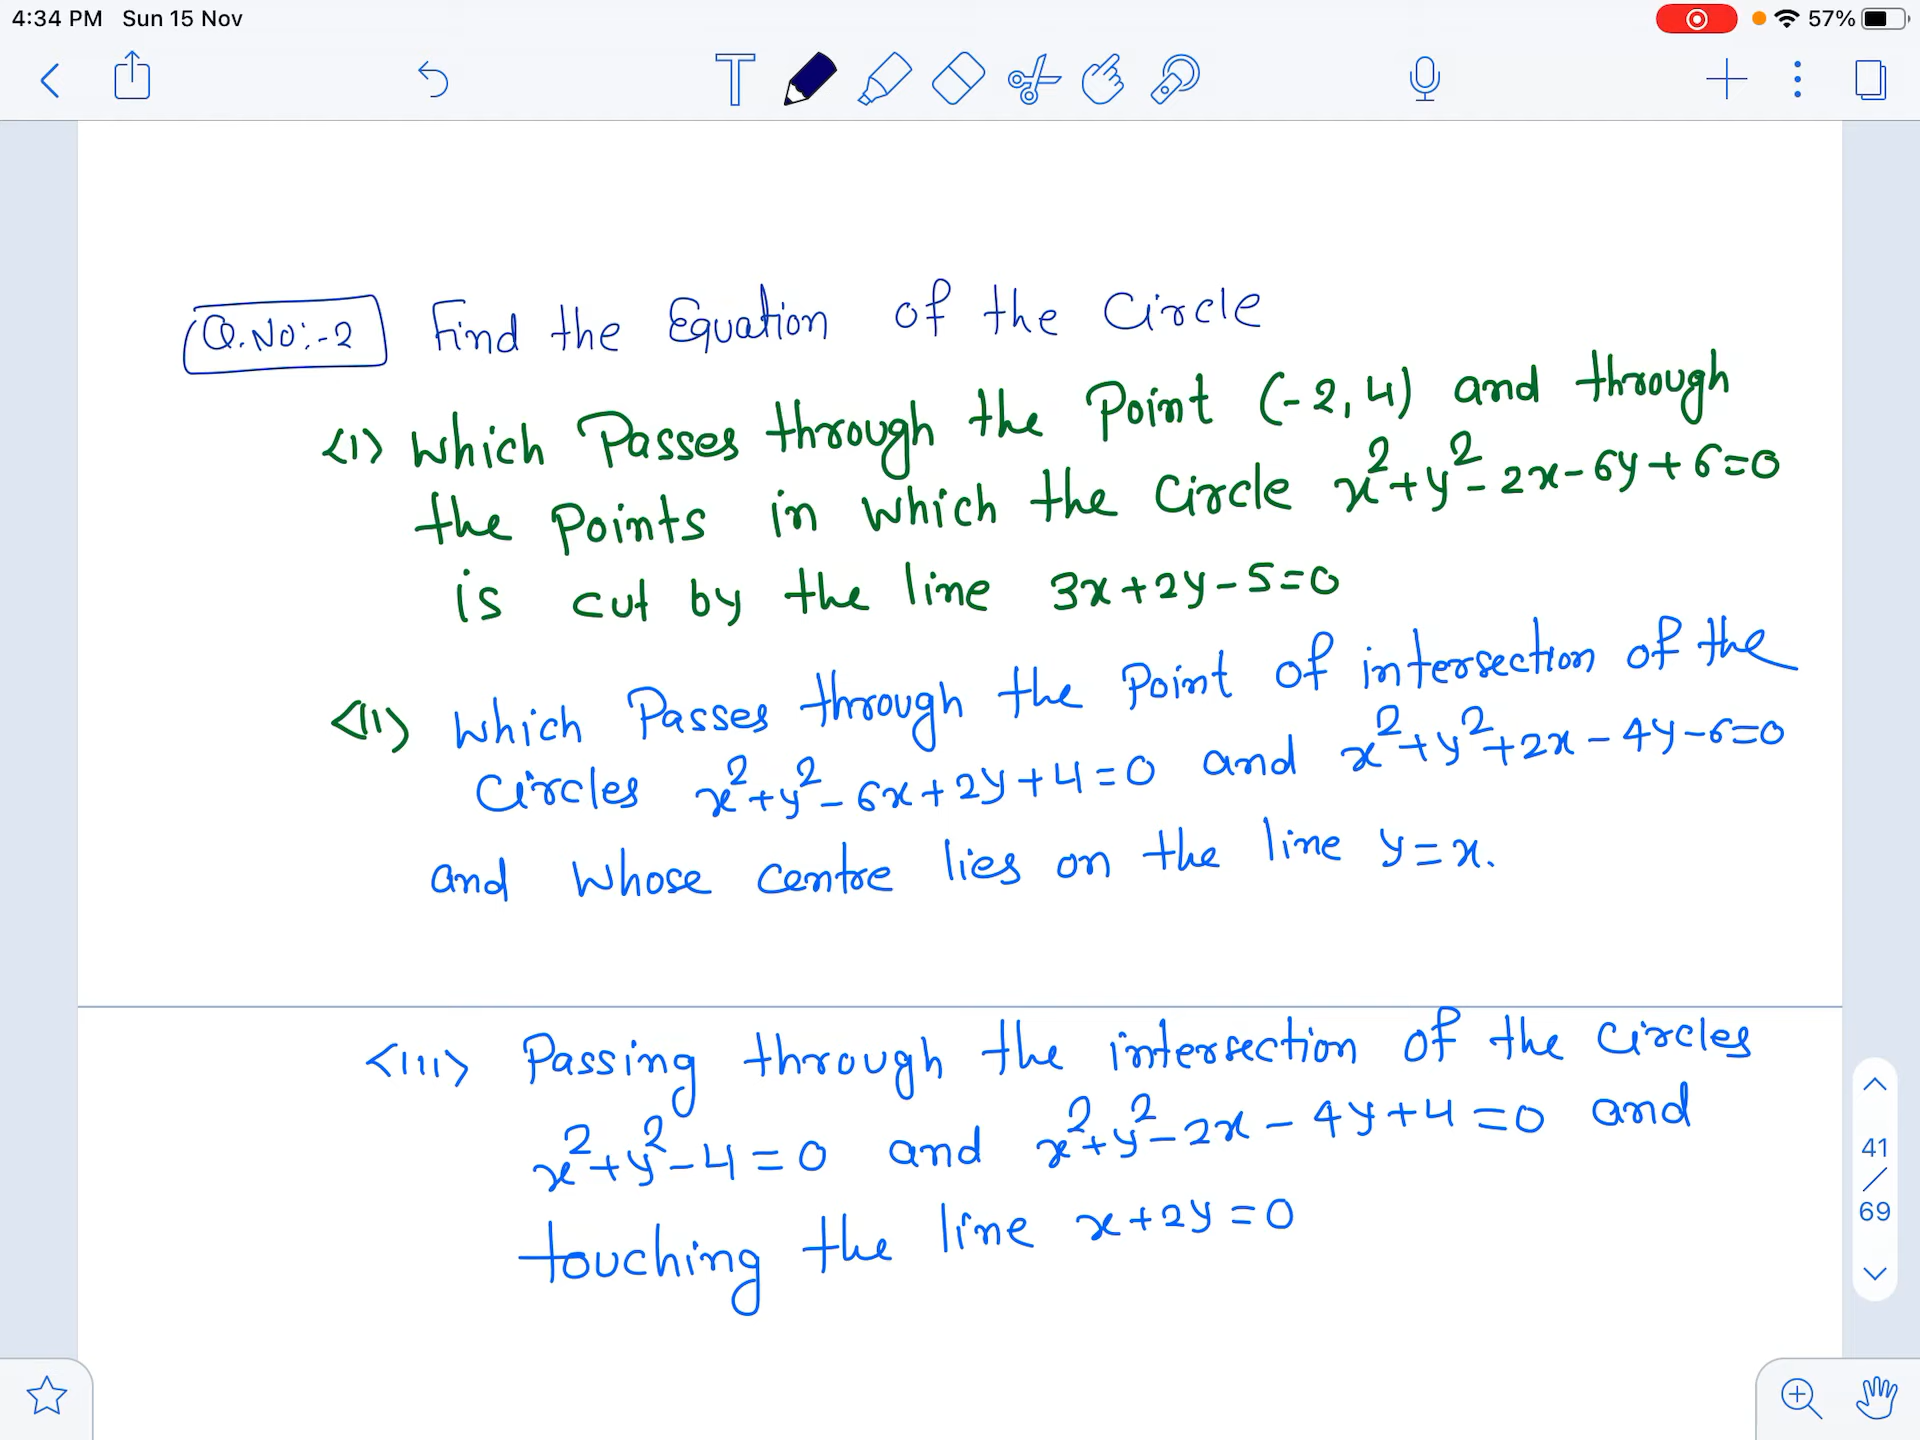 4:34 PM Sun 15 Nov
57%
T
Q.No:-2 Find the Equation of the Circle
<I> Which Passes through the Point (-2,4) and through
the Points in which the Circle x²+y²-2x-6y+6=0
is cut by the line 3x+2y-5=0
<II> Which Passes through the Point of intersection of the
Circles x²+y²-6x+2y+4=0 and x²+y²+2x-4y-6=0
and Whose centre lies on the line y=x.
<III> Passing through the intersection of the Circles
x²+y²-4=0 and x²+y²-2x-4y+4=0 and
touching the line x+2y=0
41
/
69